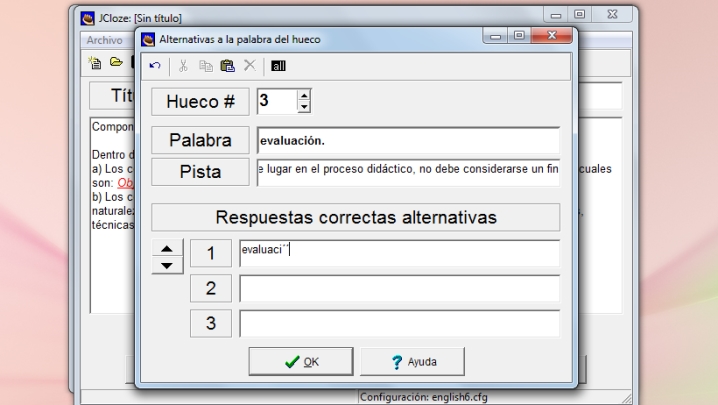 JCloze: [Sin título]
Archivo
Alternativas a la palabra del hueco
all
Hueco #
3
Palabra
evaluación.
Pista
e lugar en el proceso didáctico, no debe considerarse un fin
Respuestas correctas alternativas
1
evaluaci´´
2
3
OK
? Ayuda
Tít
Compon
Dentro d
a) Los c
cuales
son: Obj
b) Los c
naturale
técnicas
Configuración: english6.cfg